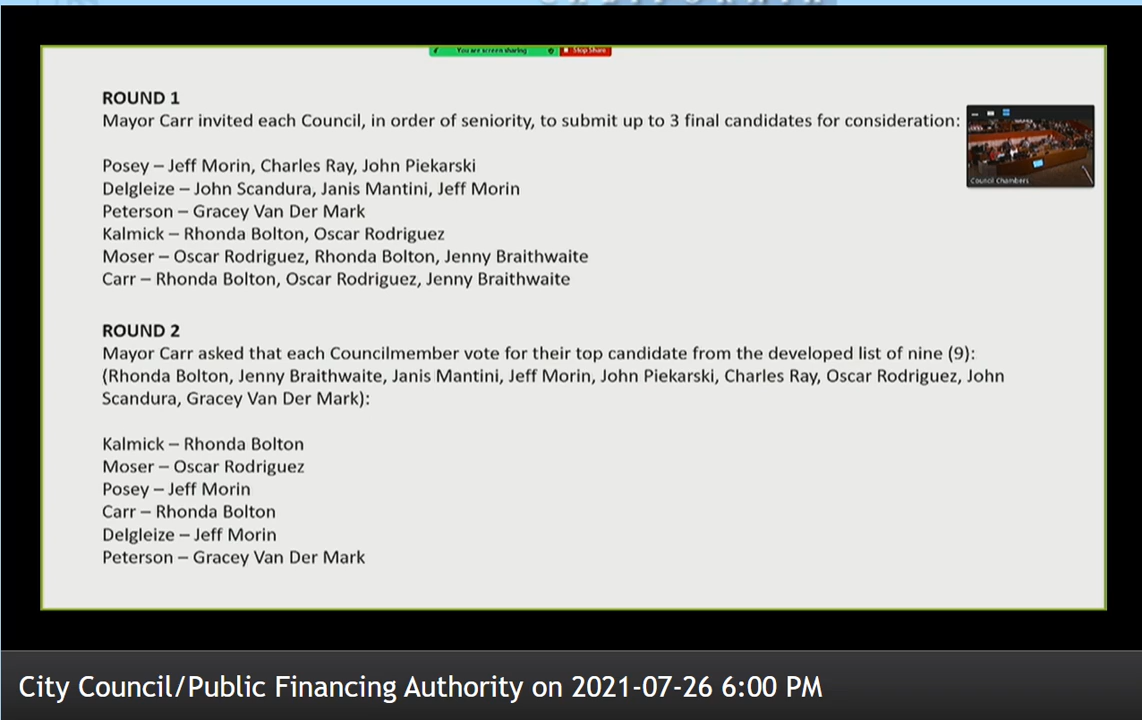 You are screen sharing
Stop Share
ROUND 1
Mayor Carr invited each Council, in order of seniority, to submit up to 3 final candidates for consideration:
Council Chambers
Posey – Jeff Morin, Charles Ray, John Piekarski
Delgleize – John Scandura, Janis Mantini, Jeff Morin
Peterson – Gracey Van Der Mark
Kalmick – Rhonda Bolton, Oscar Rodriguez
Moser – Oscar Rodriguez, Rhonda Bolton, Jenny Braithwaite
Carr – Rhonda Bolton, Oscar Rodriguez, Jenny Braithwaite
ROUND 2
Mayor Carr asked that each Councilmember vote for their top candidate from the developed list of nine (9):
(Rhonda Bolton, Jenny Braithwaite, Janis Mantini, Jeff Morin, John Piekarski, Charles Ray, Oscar Rodriguez, John
Scandura, Gracey Van Der Mark):
Kalmick – Rhonda Bolton
Moser – Oscar Rodriguez
Posey – Jeff Morin
Carr – Rhonda Bolton
Delgleize – Jeff Morin
Peterson – Gracey Van Der Mark
City Council/Public Financing Authority on 2021-07-26 6:00 PM